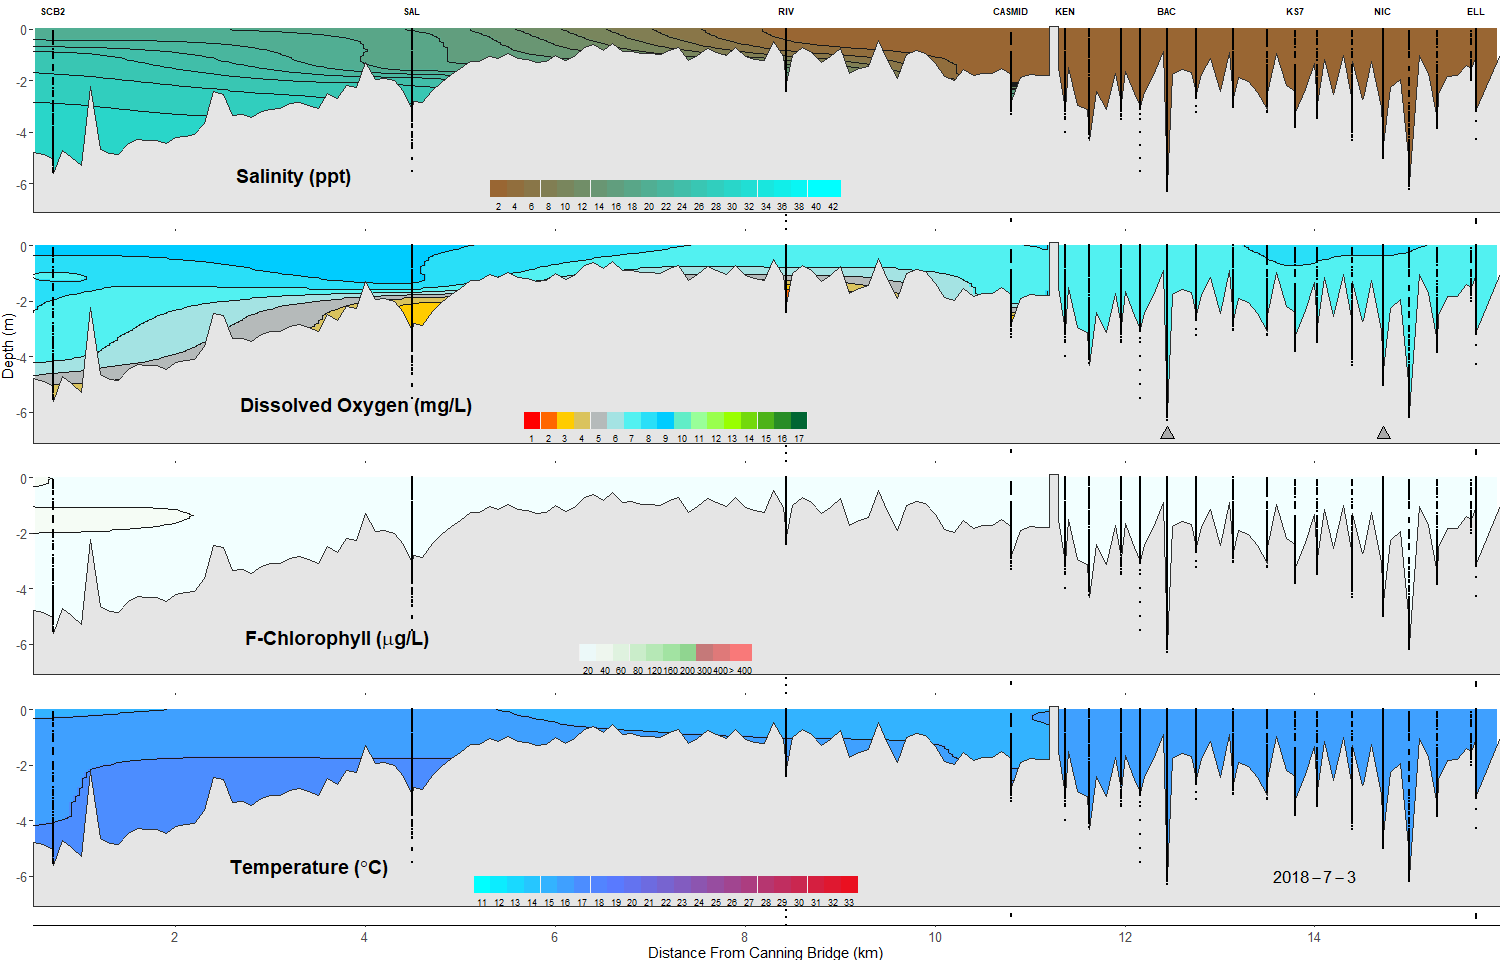 SCB2 SAL RIV CASMID KEN BAC KS7 NIC ELL
0
-2
-4
-6
Salinity (ppt)
2 4 6 8 10 12 14 16 18 20 22 24 26 28 30 32 34 36 38 40 42
0
-2
-4
-6
Depth (m)
Dissolved Oxygen (mg/L)
1 2 3 4 5 6 7 8 9 10 11 12 13 14 15 16 17
0
-2
-4
-6
F-Chlorophyll (µg/L)
20 40 60 80 120 160 200 300 400 > 400
0
-2
-4
-6
Temperature (°C)
2018 – 7 – 3
11 12 13 14 15 16 17 18 19 20 21 22 23 24 25 26 27 28 29 30 31 32 33
2 4 6 8 10 12 14
Distance From Canning Bridge (km)